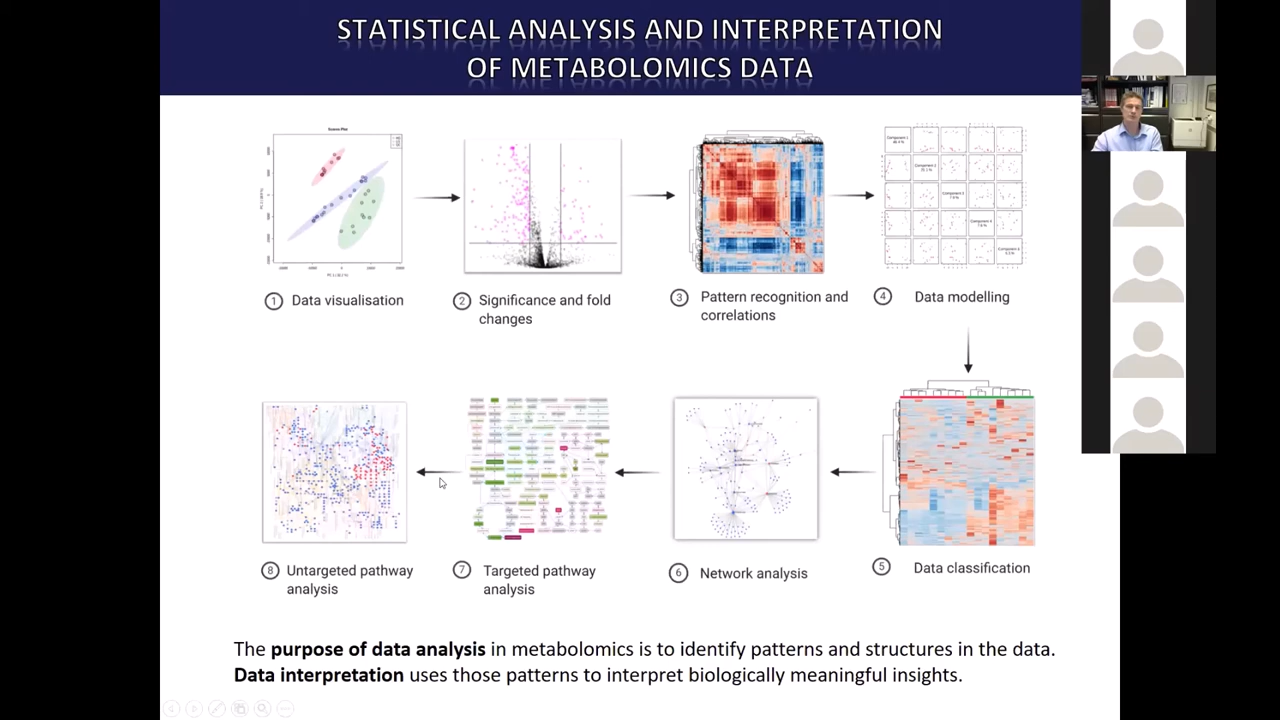 STATISTICAL ANALYSIS AND INTERPRETATION
OF METABOLOMICS DATA
1 Data visualisation
2 Significance and fold
changes
3 Pattern recognition and
correlations
4 Data modelling
8 Untargeted pathway
analysis
7 Targeted pathway
analysis
6 Network analysis
5 Data classification
The purpose of data analysis in metabolomics is to identify patterns and structures in the data.
Data interpretation uses those patterns to interpret biologically meaningful insights.